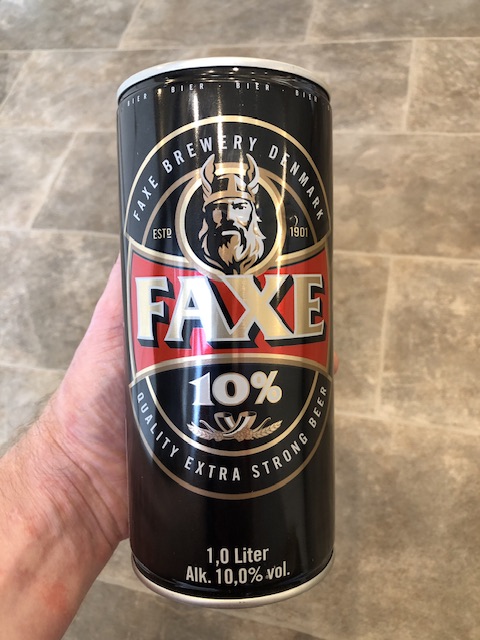 BIER · BIER · BIER · BIER
FAXE BREWERY DENMARK
ESTD 1901
FAXE
10%
QUALITY EXTRA STRONG BEER
1,0 Liter
Alk. 10,0% vol.